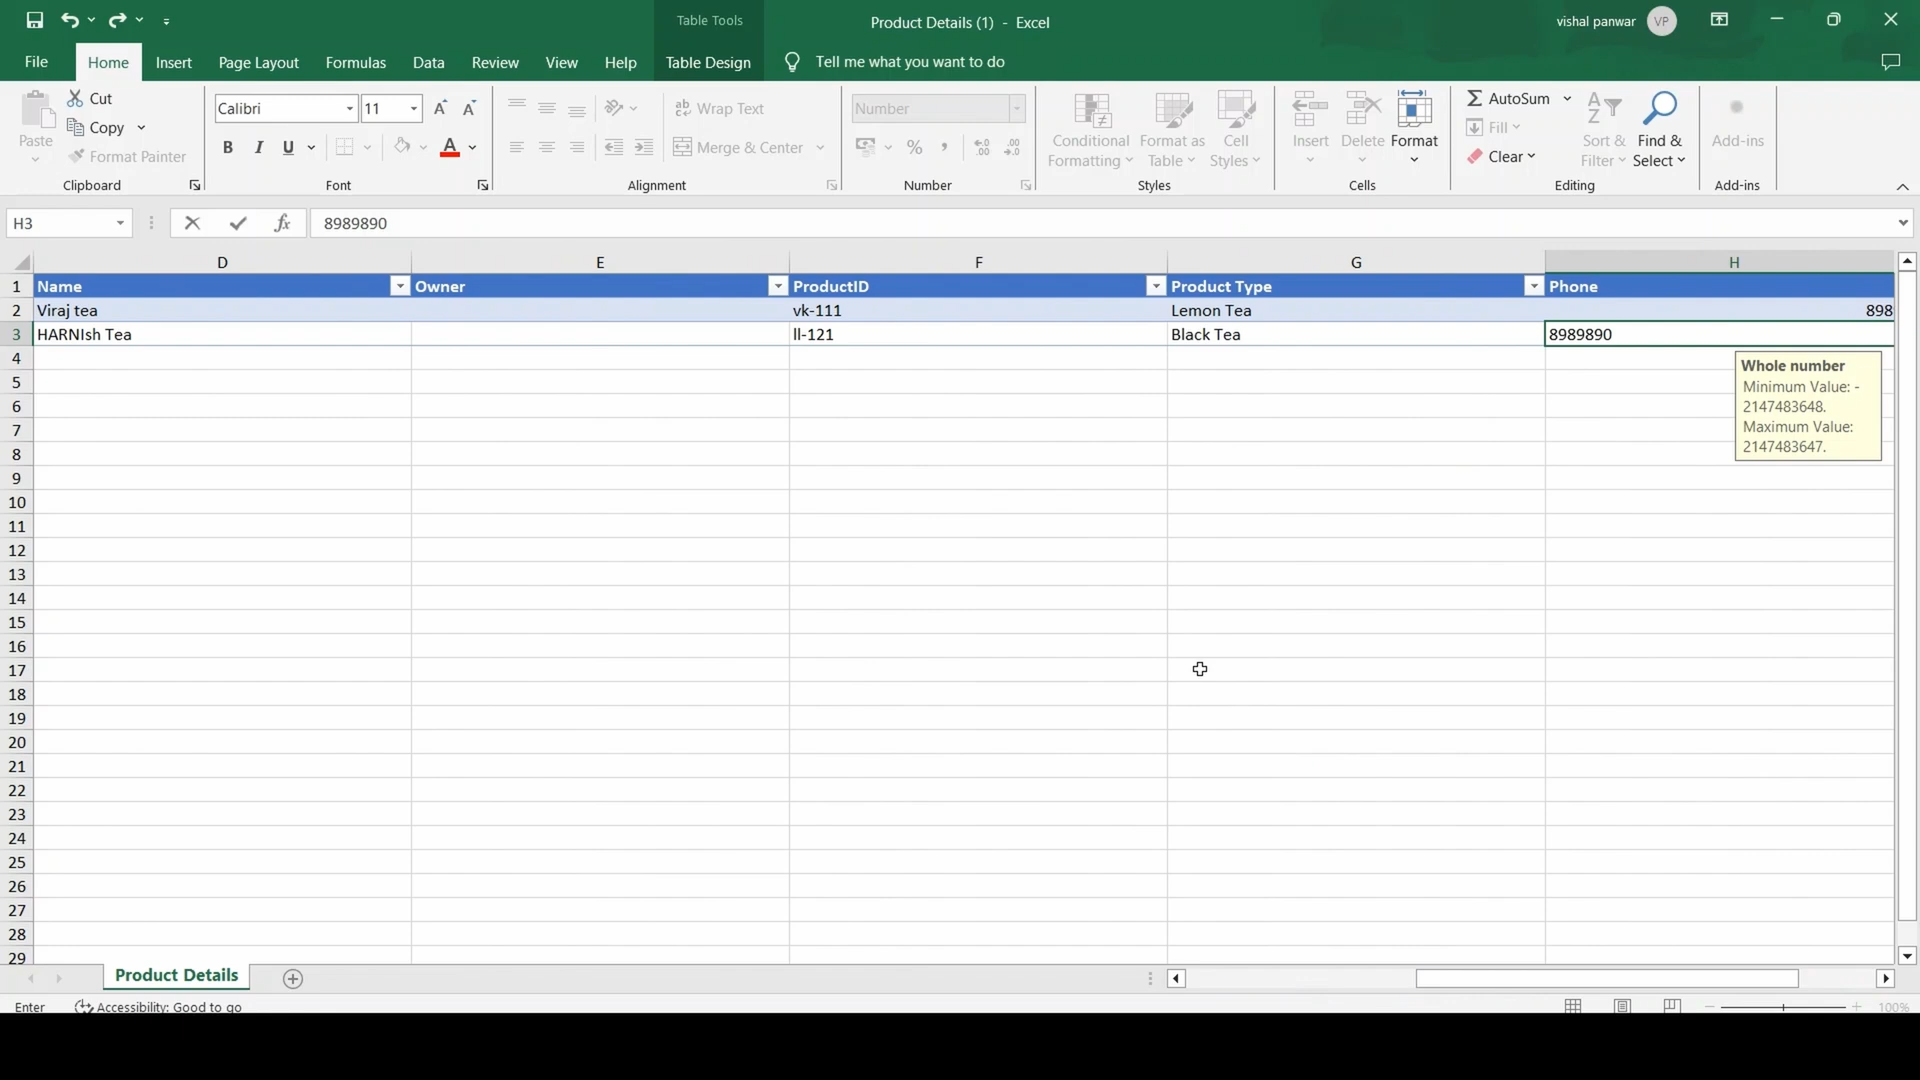 Table Tools
Product Details (1) - Excel
vishal panwar
VP
File
Home
Insert
Page Layout
Formulas
Data
Review
View
Help
Table Design
Tell me what you want to do
Paste
Cut
Copy
Format Painter
Clipboard
Calibri
11
B I U
Font
ab Wrap Text
Merge & Center
Alignment
Number
%
Number
Conditional Formatting
Format as Table
Cell Styles
Styles
Insert
Delete
Format
Cells
AutoSum
Fill
Clear
Sort & Filter
Find & Select
Editing
Add-ins
Add-ins
H3
fx
8989890
D E F G H
1 Name Owner ProductID Product Type Phone
2 Viraj tea vk-111 Lemon Tea 898
3 HARNIsh Tea ll-121 Black Tea 8989890
Whole number
Minimum Value: -
2147483648.
Maximum Value:
2147483647.
4
5
6
7
8
9
10
11
12
13
14
15
16
17
18
19
20
21
22
23
24
25
26
27
28
29
Product Details
Enter
Accessibility: Good to go
100%